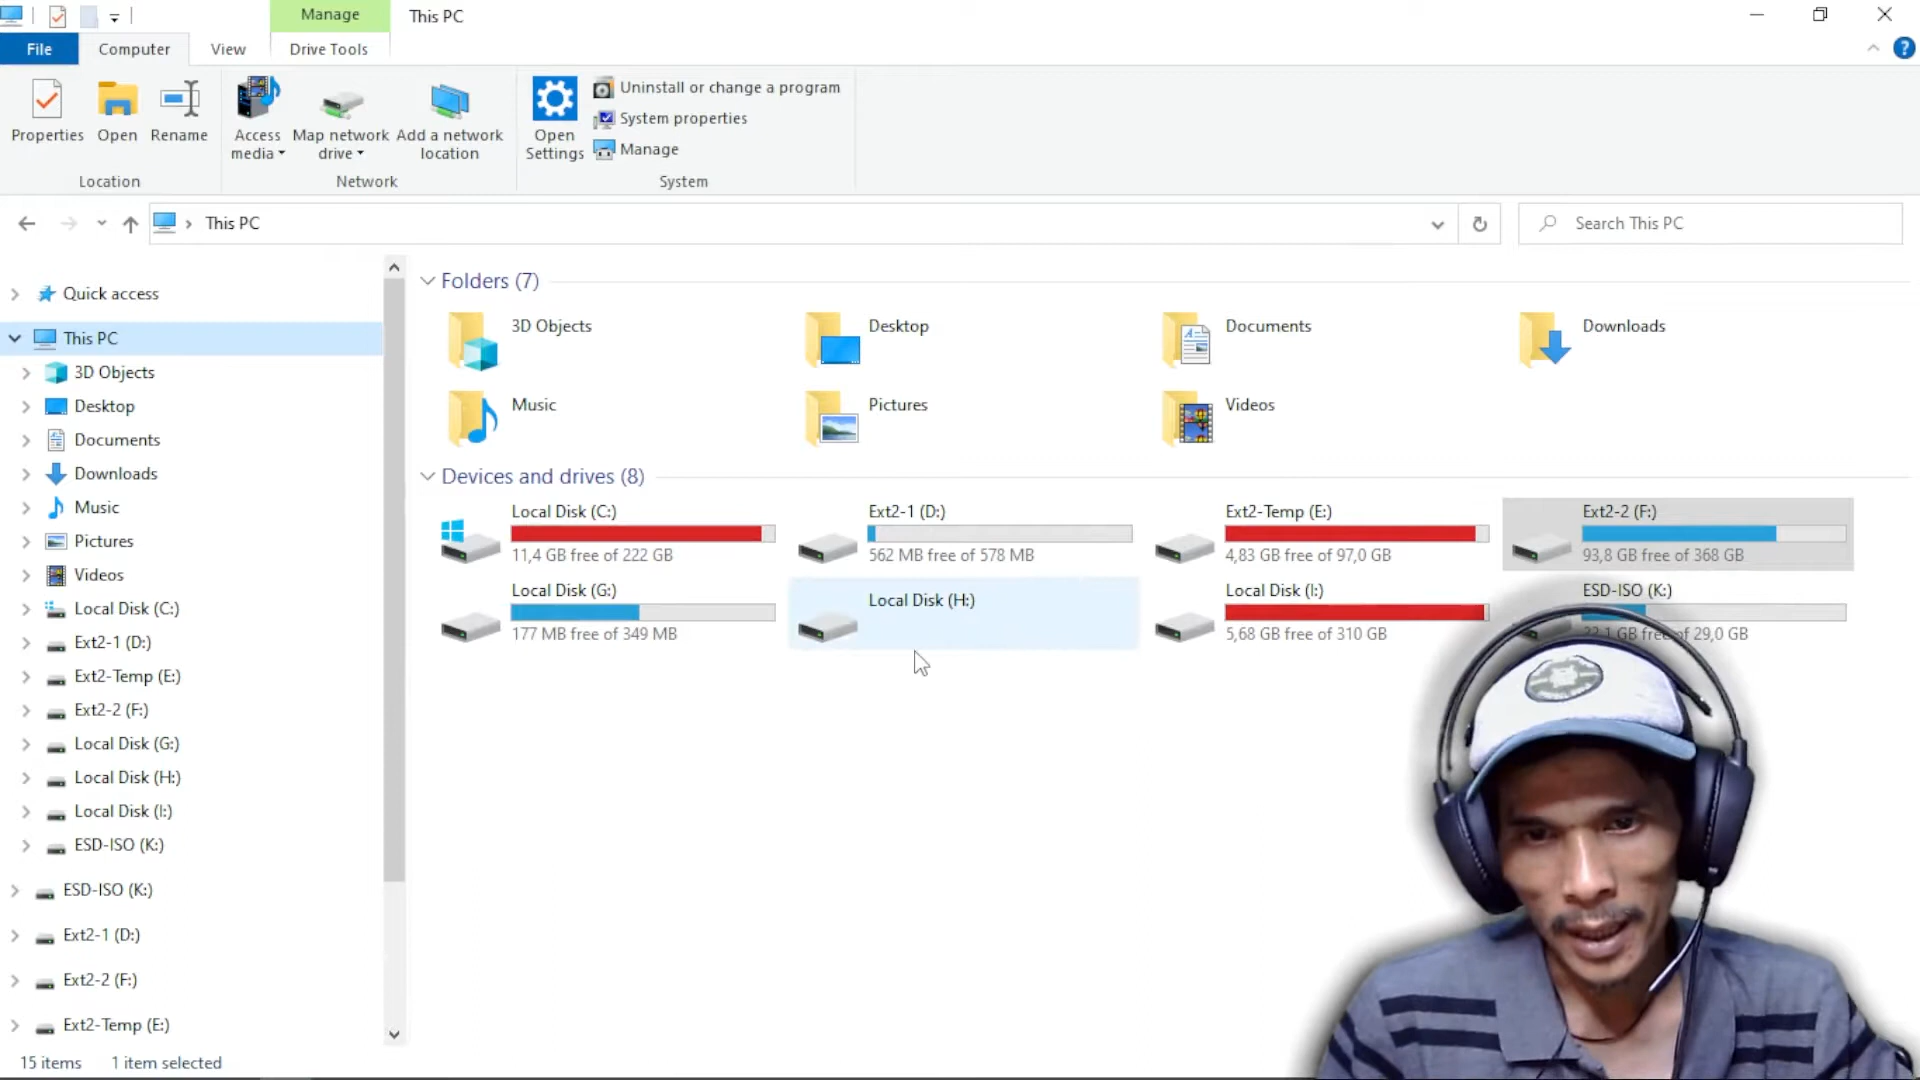 Manage
This PC
File
Computer
View
Drive Tools
Properties
Open
Rename
Access media
Map network drive
Add a network location
Open Settings
Uninstall or change a program
System properties
Manage
Location
Network
System
This PC
Search This PC
Quick access
This PC
3D Objects
Desktop
Documents
Downloads
Music
Pictures
Videos
Local Disk (C:)
Ext2-1 (D:)
Ext2-Temp (E:)
Ext2-2 (F:)
Local Disk (G:)
Local Disk (H:)
Local Disk (I:)
ESD-ISO (K:)
ESD-ISO (K:)
Ext2-1 (D:)
Ext2-2 (F:)
Ext2-Temp (E:)
Folders (7)
3D Objects
Desktop
Documents
Downloads
Music
Pictures
Videos
Devices and drives (8)
Local Disk (C:)
11,4 GB free of 222 GB
Ext2-1 (D:)
562 MB free of 578 MB
Ext2-Temp (E:)
4,83 GB free of 97,0 GB
Ext2-2 (F:)
93,8 GB free of 368 GB
Local Disk (G:)
177 MB free of 349 MB
Local Disk (H:)
Local Disk (I:)
5,68 GB free of 310 GB
ESD-ISO (K:)
GB free of 29,0 GB
15 items
1 item selected